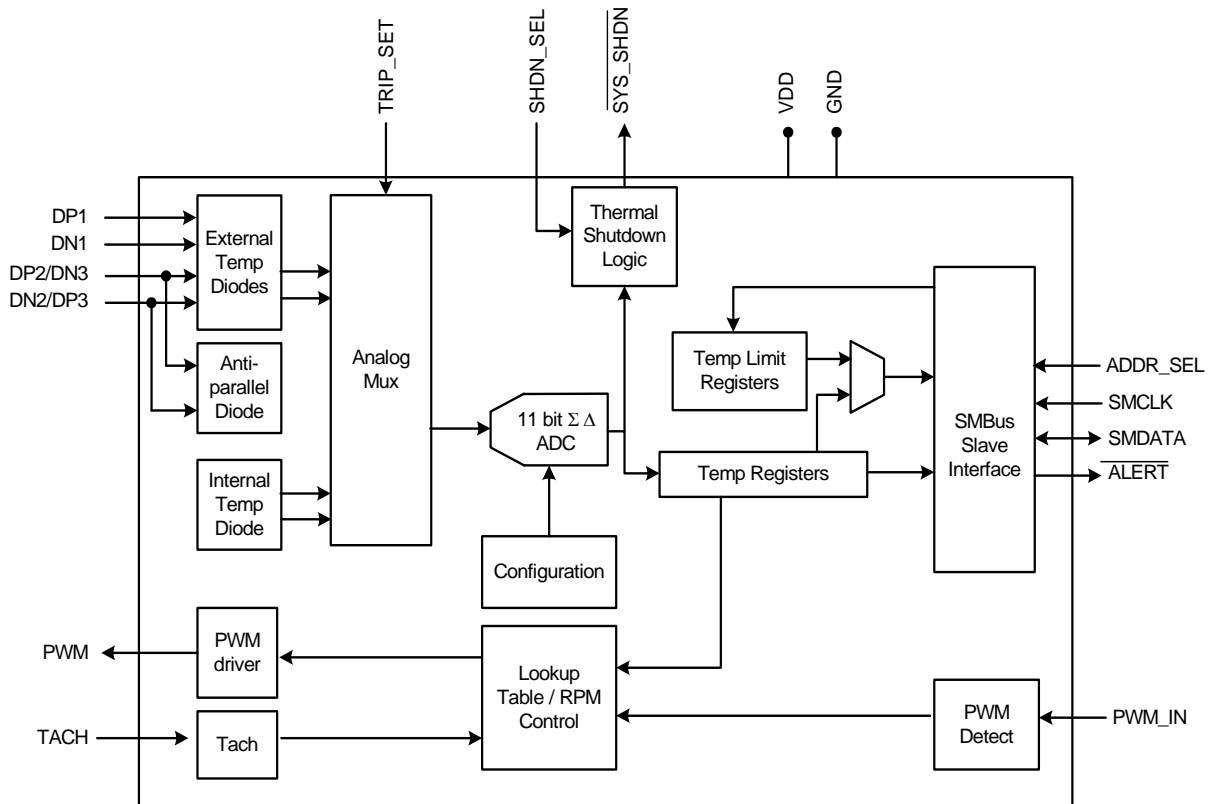 TRIP_SET
SHDN_SEL
SYS_SHDN
VDD
GND
DP1
DN1
DP2/DN3
DN2/DP3
External
Temp
Diodes
Anti-
parallel
Diode
Internal
Temp
Diode
Analog
Mux
Thermal
Shutdown
Logic
Temp Limit
Registers
11 bit Σ Δ
ADC
Temp Registers
Configuration
SMBus
Slave
Interface
ADDR_SEL
SMCLK
SMDATA
ALERT
PWM
PWM
driver
TACH
Tach
Lookup
Table / RPM
Control
PWM
Detect
PWM_IN